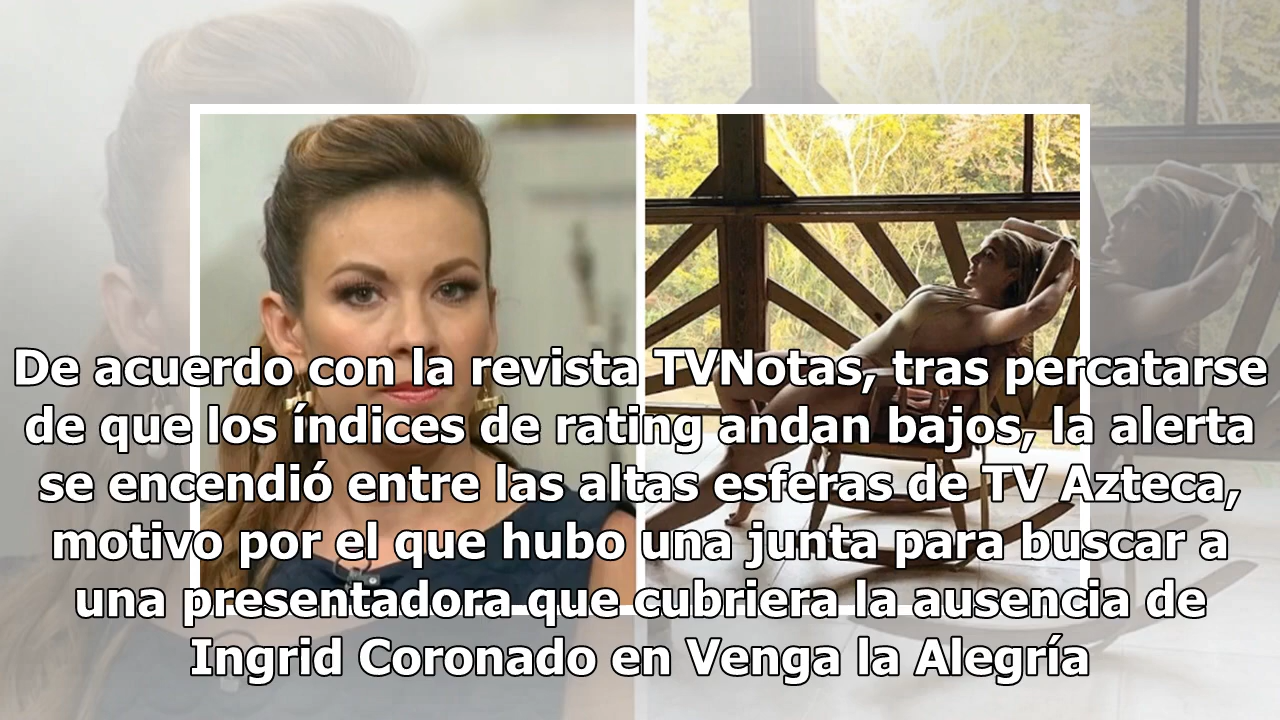 De acuerdo con la revista TVNotas, tras percatarse
de que los índices de rating andan bajos, la alerta
se encendió entre las altas esferas de TV Azteca,
motivo por el que hubo una junta para buscar a
una presentadora que cubriera la ausencia de
Ingrid Coronado en Venga la Alegría